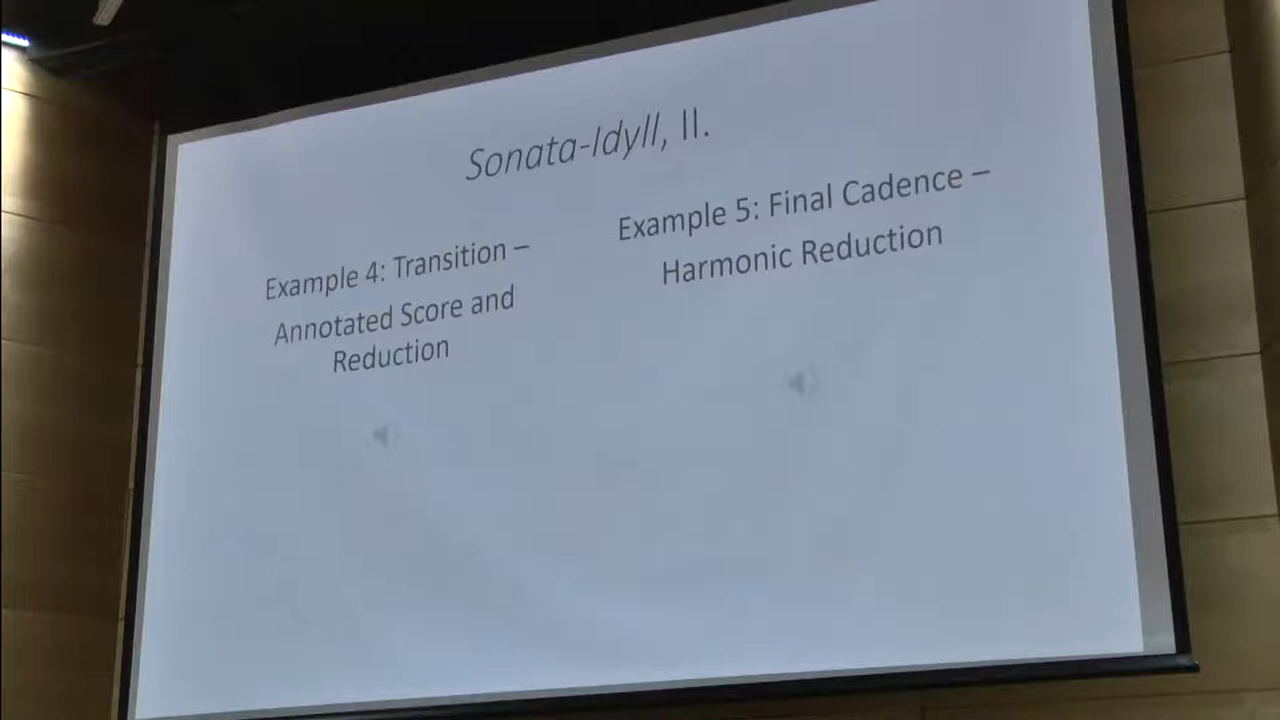 Sonata-Idyll, II.
Example 4: Transition –
Annotated Score and
Reduction
Example 5: Final Cadence –
Harmonic Reduction